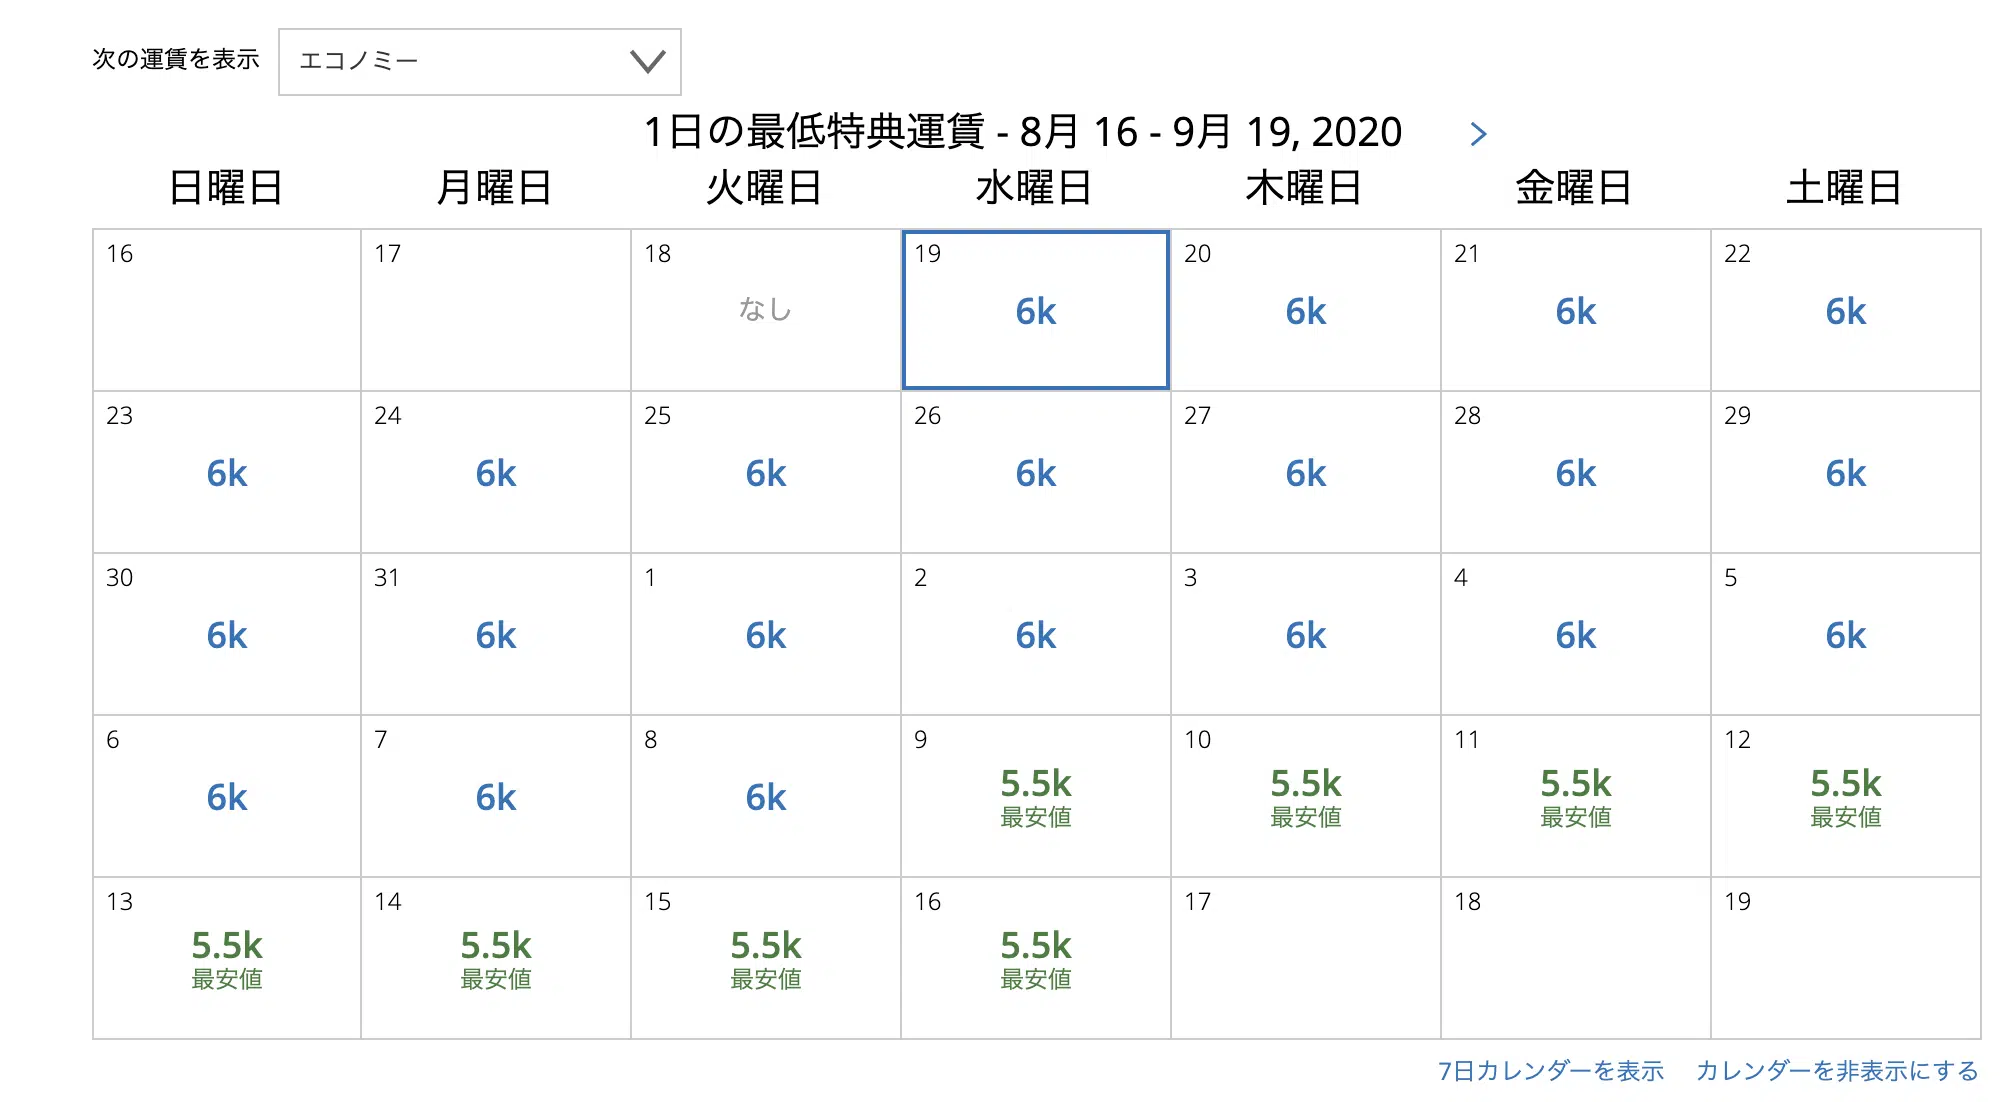 次の運賃を表示 エコノミー
1日の最低特典運賃 - 8月 16 - 9月 19, 2020
日曜日 月曜日 火曜日 水曜日 木曜日 金曜日 土曜日
16 17 18 19 20 21 22
なし 6k 6k 6k 6k
23 24 25 26 27 28 29
6k 6k 6k 6k 6k 6k 6k
30 31 1 2 3 4 5
6k 6k 6k 6k 6k 6k 6k
6 7 8 9 10 11 12
6k 6k 6k 5.5k 5.5k 5.5k 5.5k
最安値 最安値 最安値 最安値
13 14 15 16 17 18 19
5.5k 5.5k 5.5k 5.5k
最安値 最安値 最安値 最安値
7日カレンダーを表示 カレンダーを非表示にする